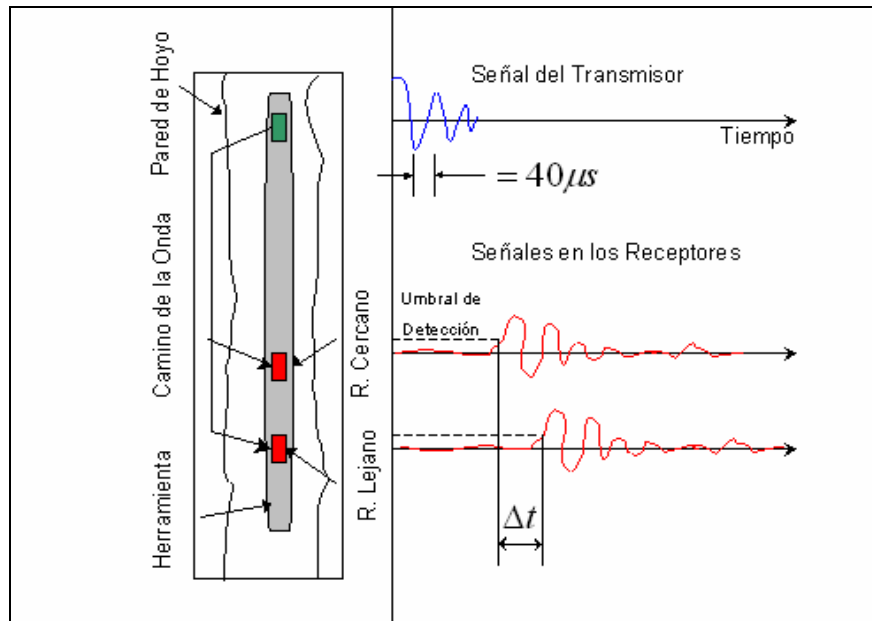 Pared de Hoyo
Camino de la Onda
Herramienta
R. Cercano
R. Lejano
Señal del Transmisor
Tiempo
= 40μs
Señales en los Receptores
Umbral de
Detección
Δt